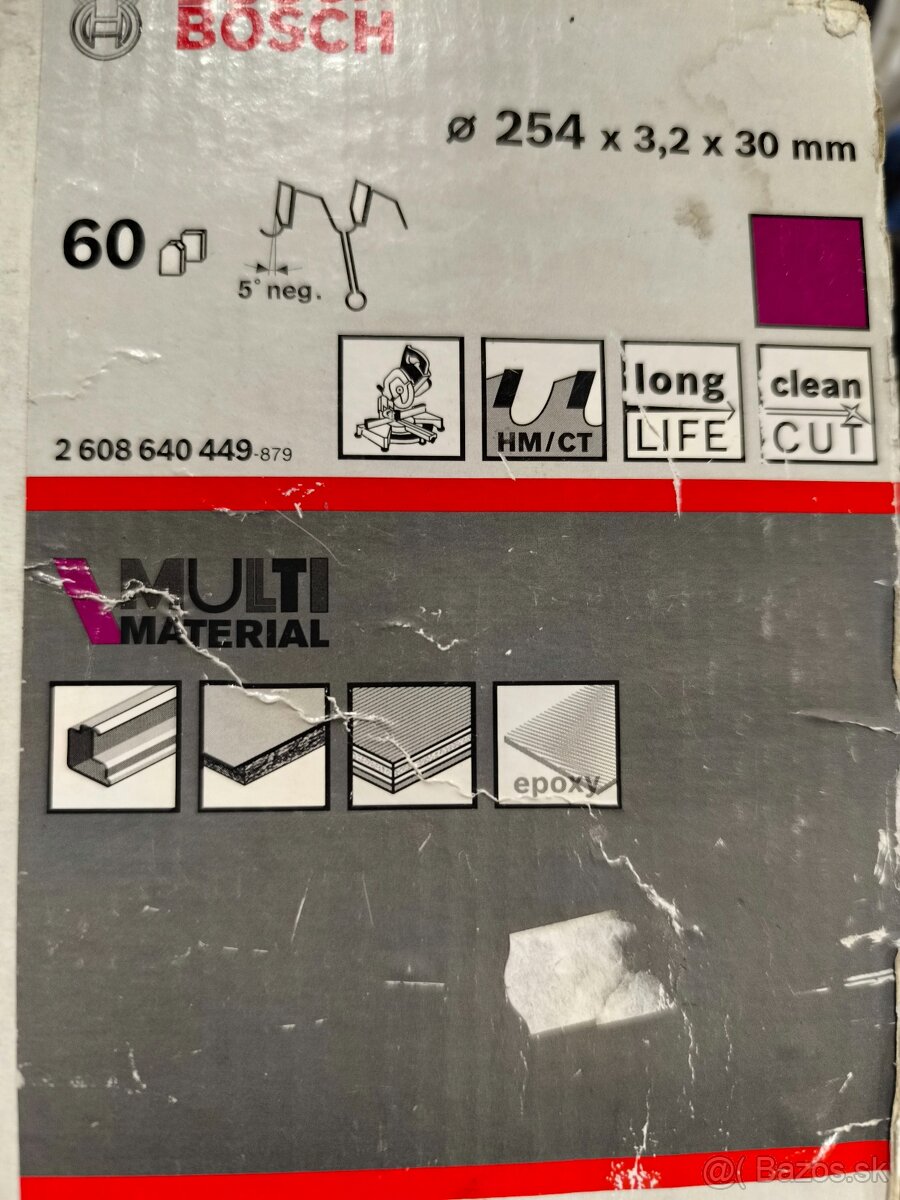 BOSCH
ø 254 x 3,2 x 30 mm
60
5° neg.
2 608 640 449-879
HM/CT
long
LIFE
clean
CUT
MULTI
MATERIAL
epoxy
@( Bazos.sk